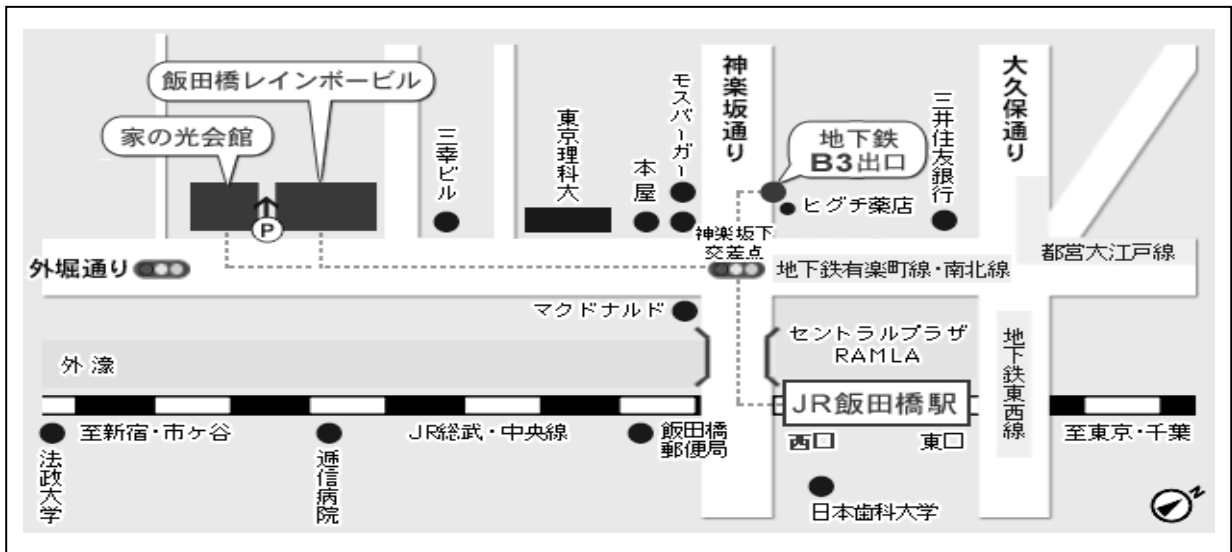 飯田橋レインボービル
家の光会館
P
三幸ビル
東京理科大
本屋
モスバーガー
神楽坂通り
地下鉄
B3出口
ヒグチ薬店
三井住友銀行
大久保通り
神楽坂下
交差点
外堀通り
地下鉄有楽町線・南北線
都営大江戸線
マクドナルド
セントラルプラザ
RAMLA
外濠
地下鉄東西線
JR飯田橋駅
至新宿・市ヶ谷
JR総武・中央線
飯田橋
郵便局
西口
東口
至東京・千葉
法政大学
逓信病院
日本歯科大学
N